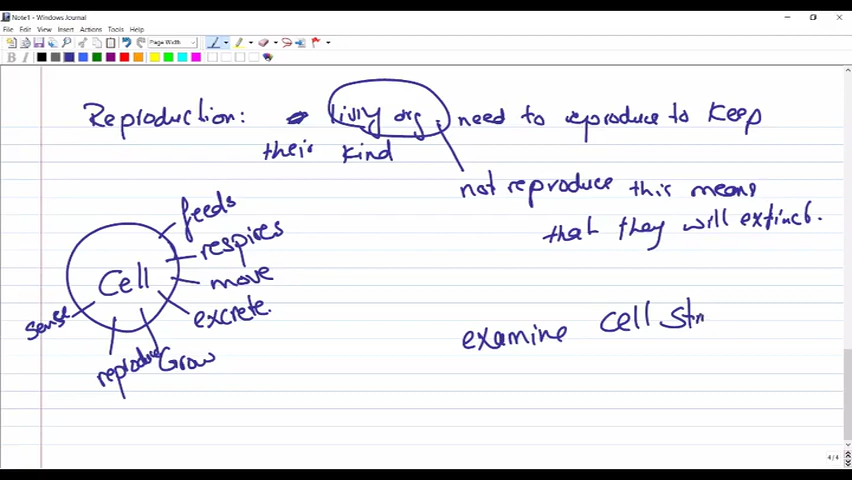 Note1 - Windows Journal
File Edit View Insert Actions Tools Help
Page Width
B I
Reproduction: living org. need to reproduce to Keep
their kind
not reproduce this means
that they will extinct.
feeds
respires
Cell
move
excrete.
sense
reproduce Grow
examine cell Str
4/4